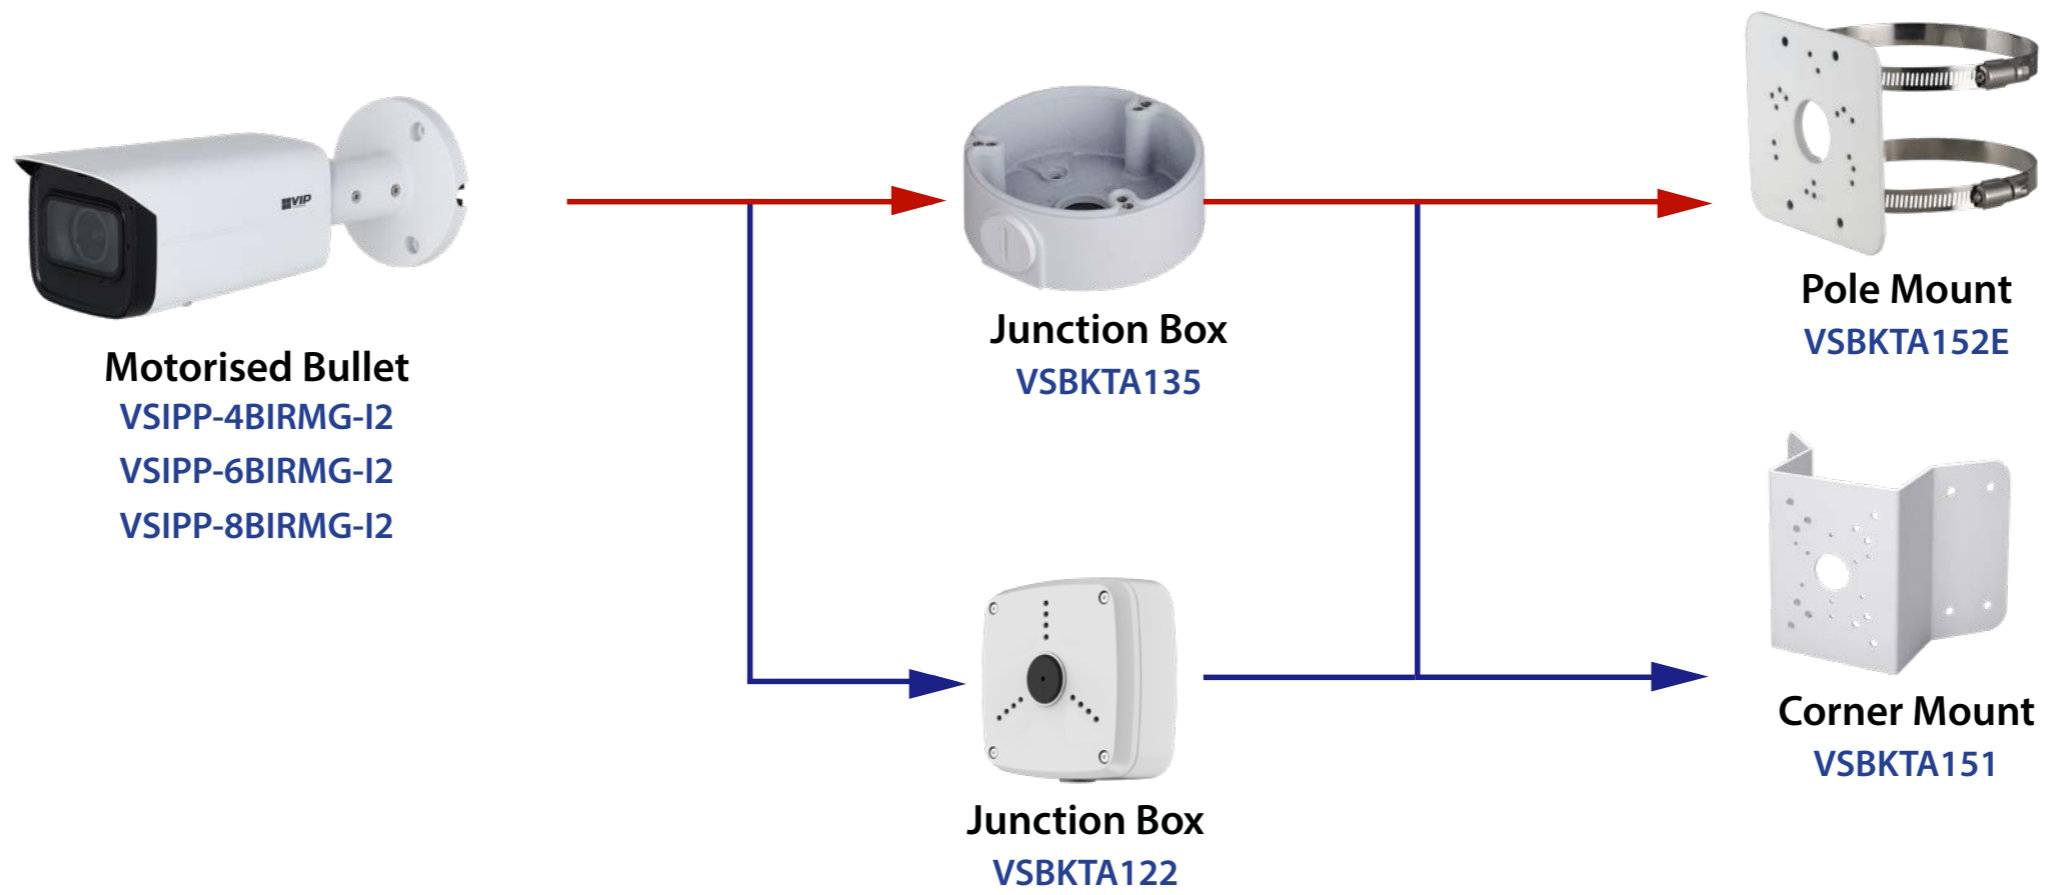 VIP
Motorised Bullet
VSIPP-4BIRMG-I2
VSIPP-6BIRMG-I2
VSIPP-8BIRMG-I2
Junction Box
VSBKTA135
Junction Box
VSBKTA122
Pole Mount
VSBKTA152E
Corner Mount
VSBKTA151